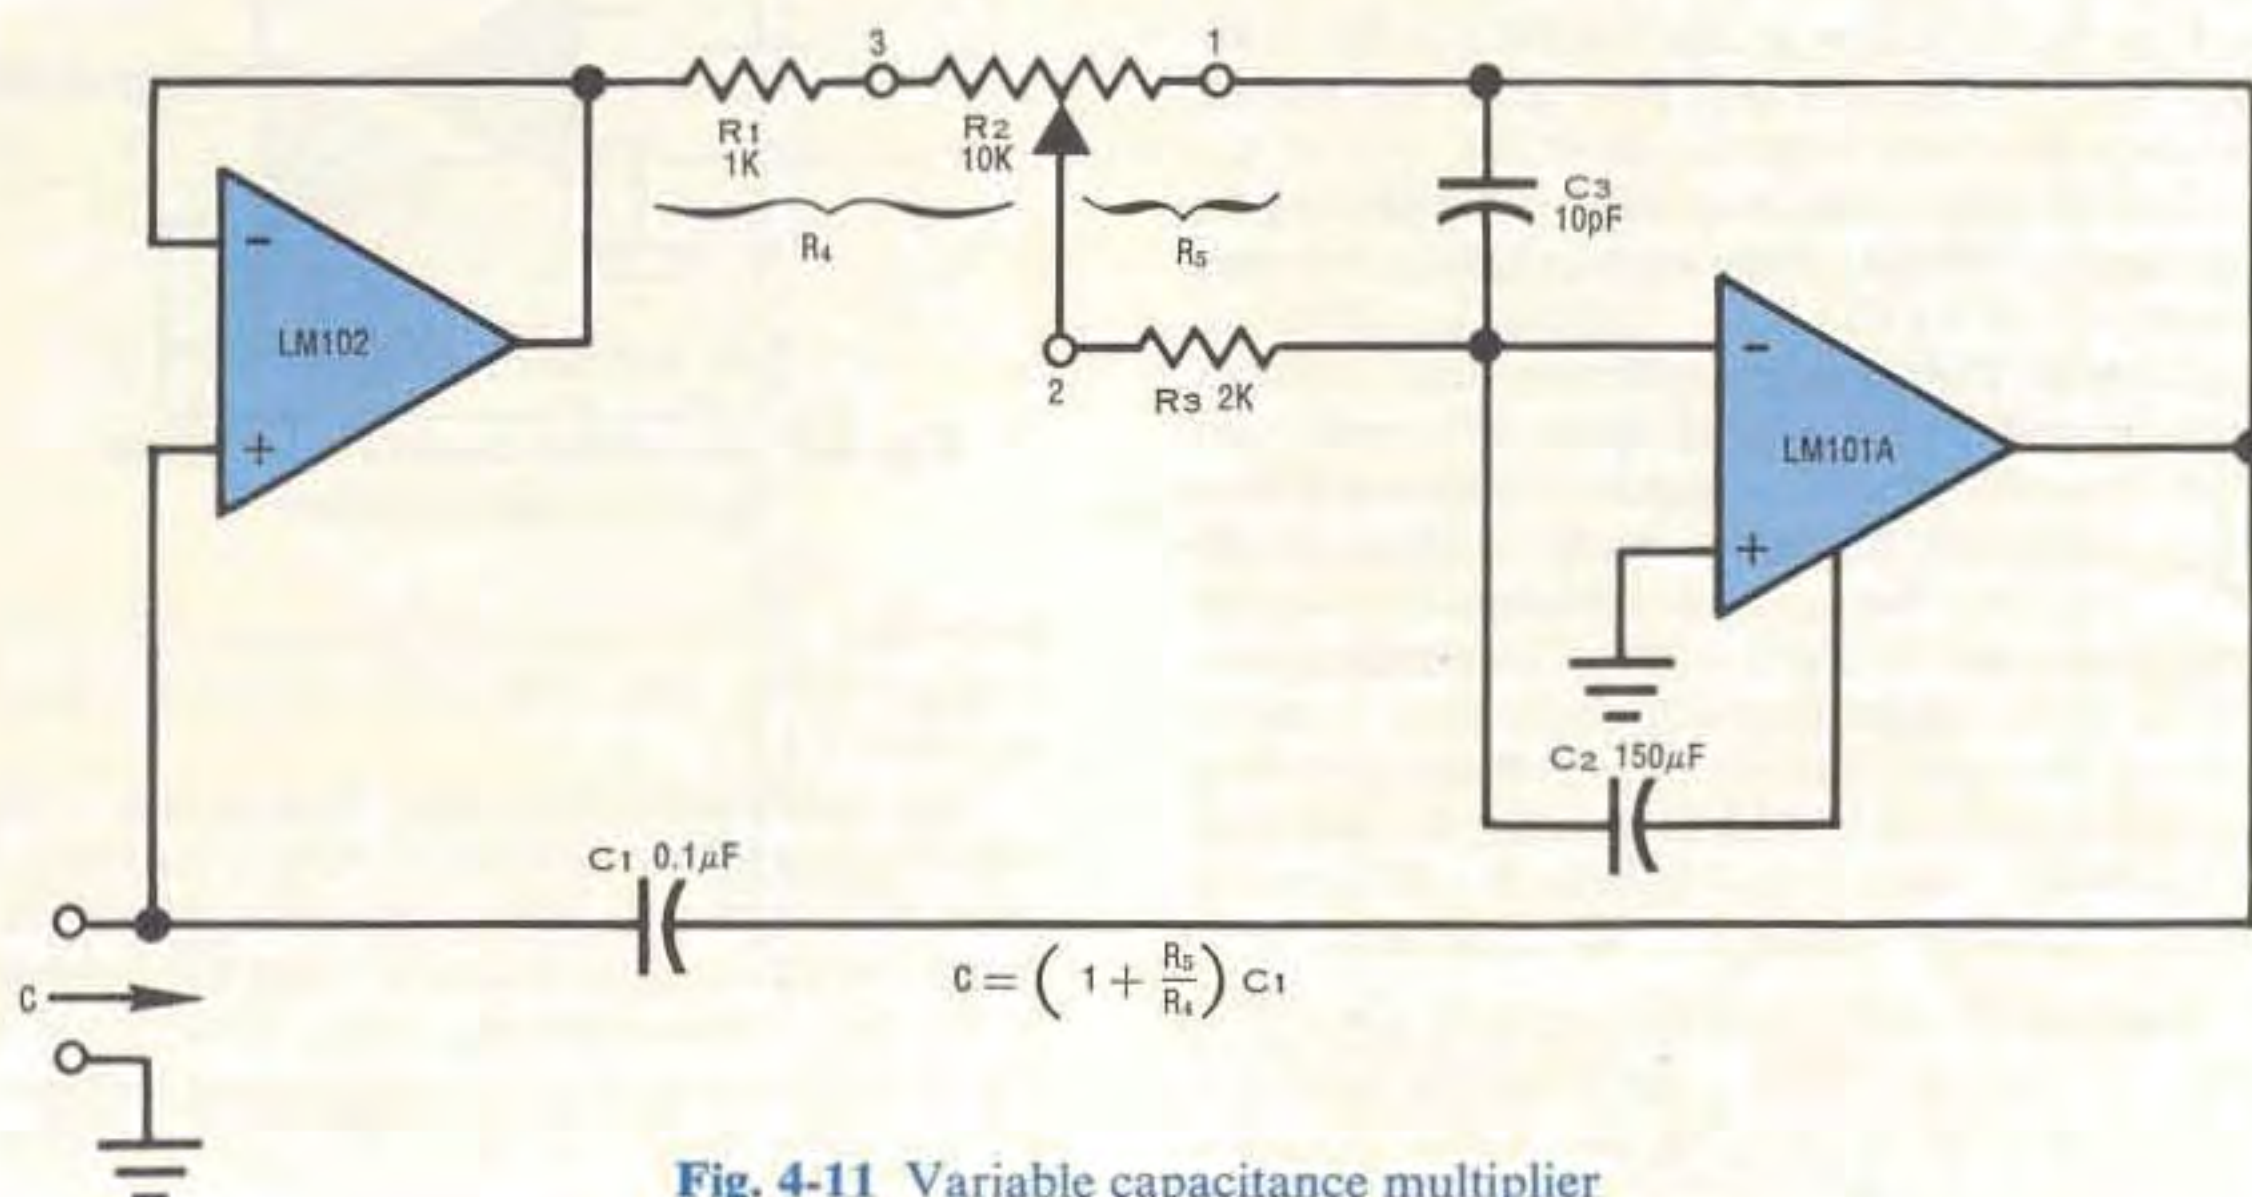 3
1
R1
1K
R2
10K
C3
10pF
R4
R5
−
LM102
+
2
R3 2K
−
LM101A
+
C2 150μF
C1 0.1μF
C = ( 1 + R5/R4 ) C1
C
Fig. 4-11 Variable capacitance multiplier